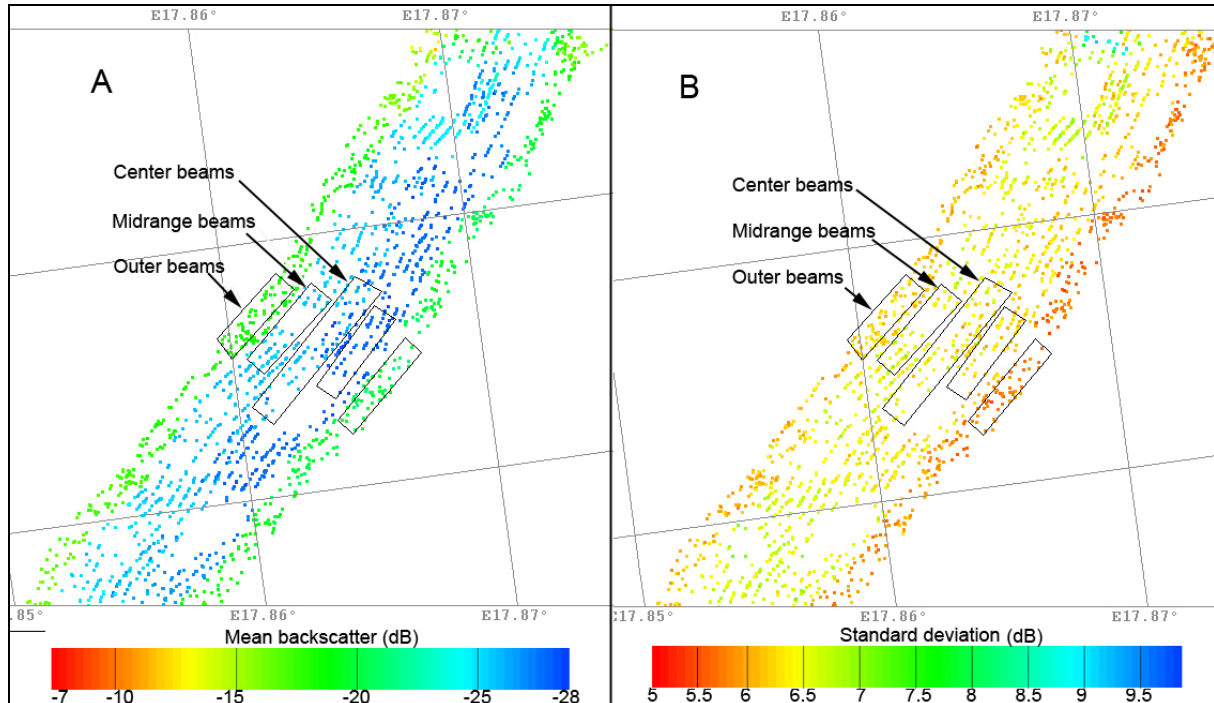 E17.86° E17.87°
A
Center beams
Midrange beams
Outer beams
.85° E17.86° E17.87°
Mean backscatter (dB)
-7 -10 -15 -20 -25 -28
E17.86° E17.87°
B
Center beams
Midrange beams
Outer beams
17.85° E17.86° E17.87°
Standard deviation (dB)
5 5.5 6 6.5 7 7.5 8 8.5 9 9.5